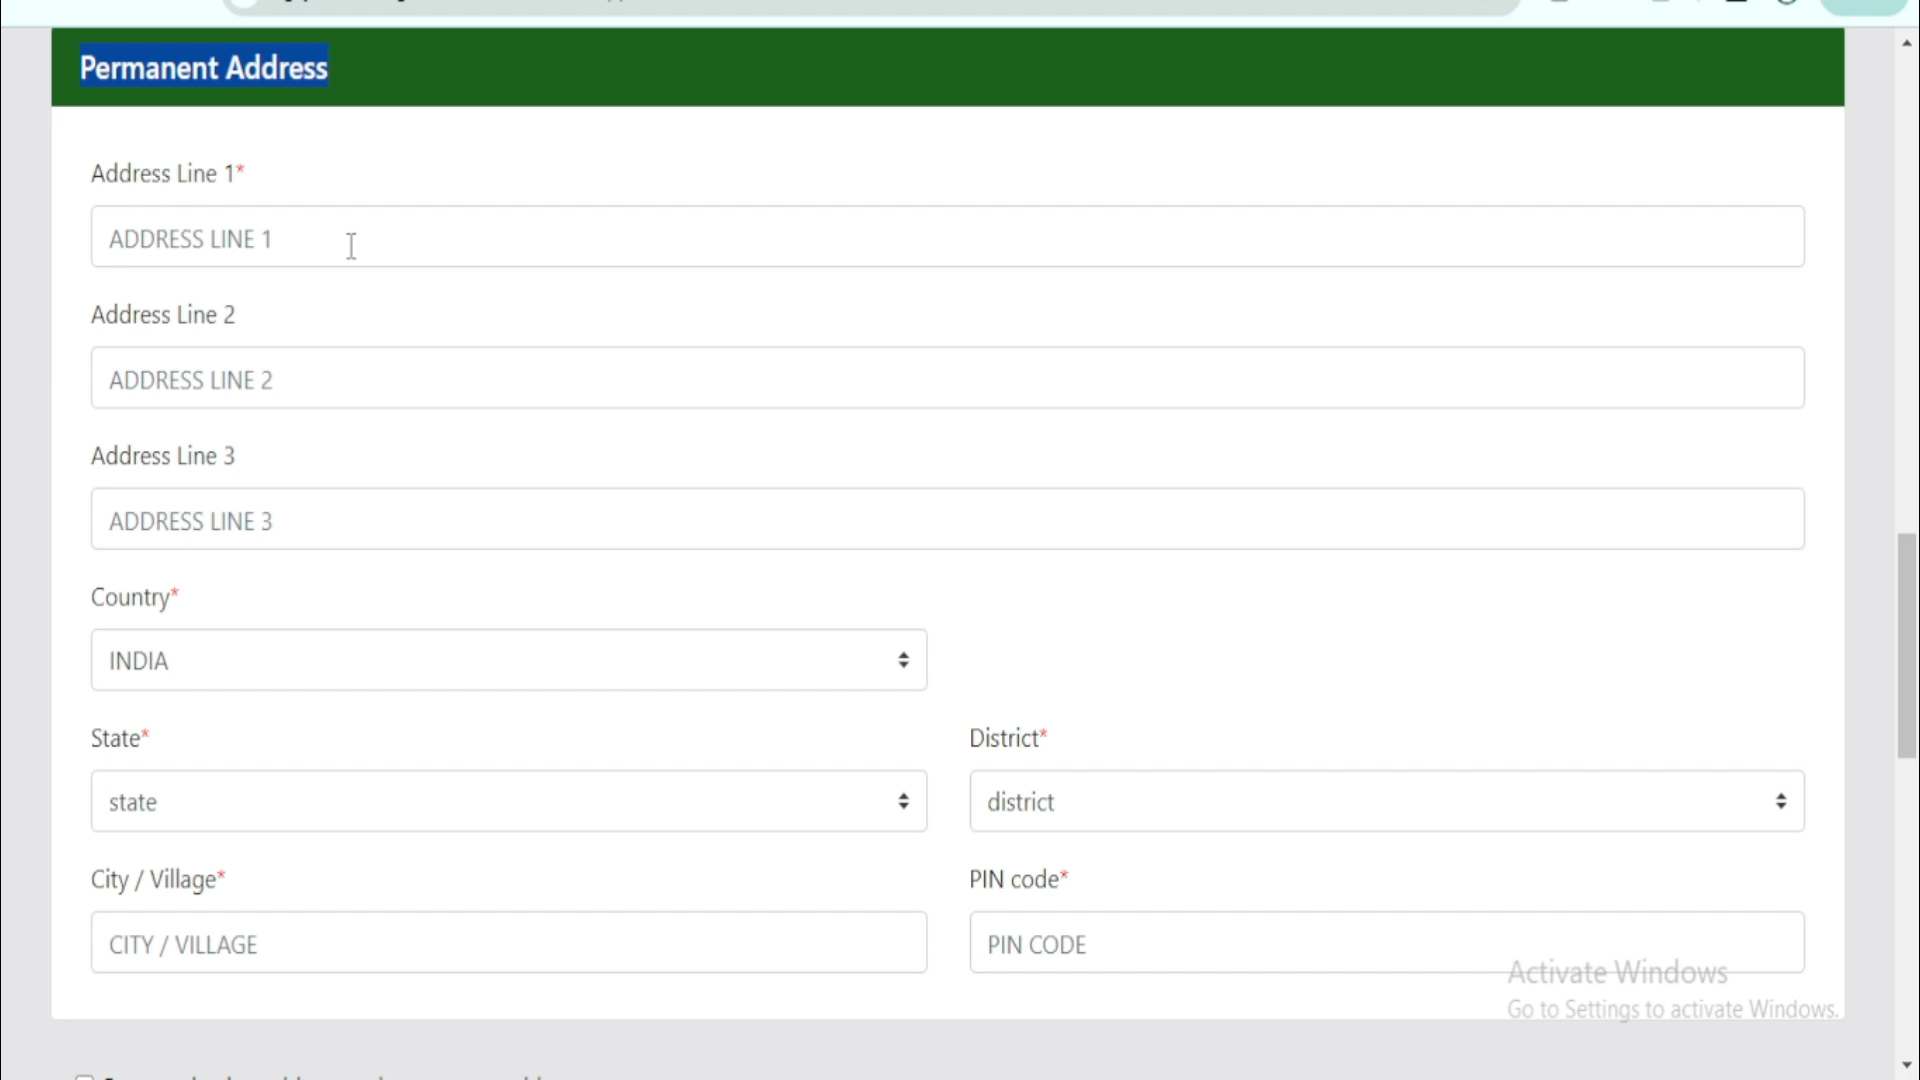 Permanent Address
Address Line 1*
ADDRESS LINE 1
Address Line 2
ADDRESS LINE 2
Address Line 3
ADDRESS LINE 3
Country*
INDIA
State*
District*
state
district
City / Village*
PIN code*
CITY / VILLAGE
PIN CODE
Activate Windows
Go to Settings to activate Windows.